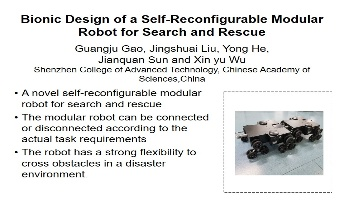 Bionic Design of a Self-Reconfigurable Modular
Robot for Search and Rescue
Guangju Gao, Jingshuai Liu, Yong He,
Jianquan Sun and Xin yu Wu
Shenzhen College of Advanced Technology, Chinese Academy of
Sciences,China
• A novel self-reconfigurable modular
robot for search and rescue
• The modular robot can be connected
or disconnected according to the
actual task requirements
• The robot has a strong flexibility to
cross obstacles in a disaster
environment